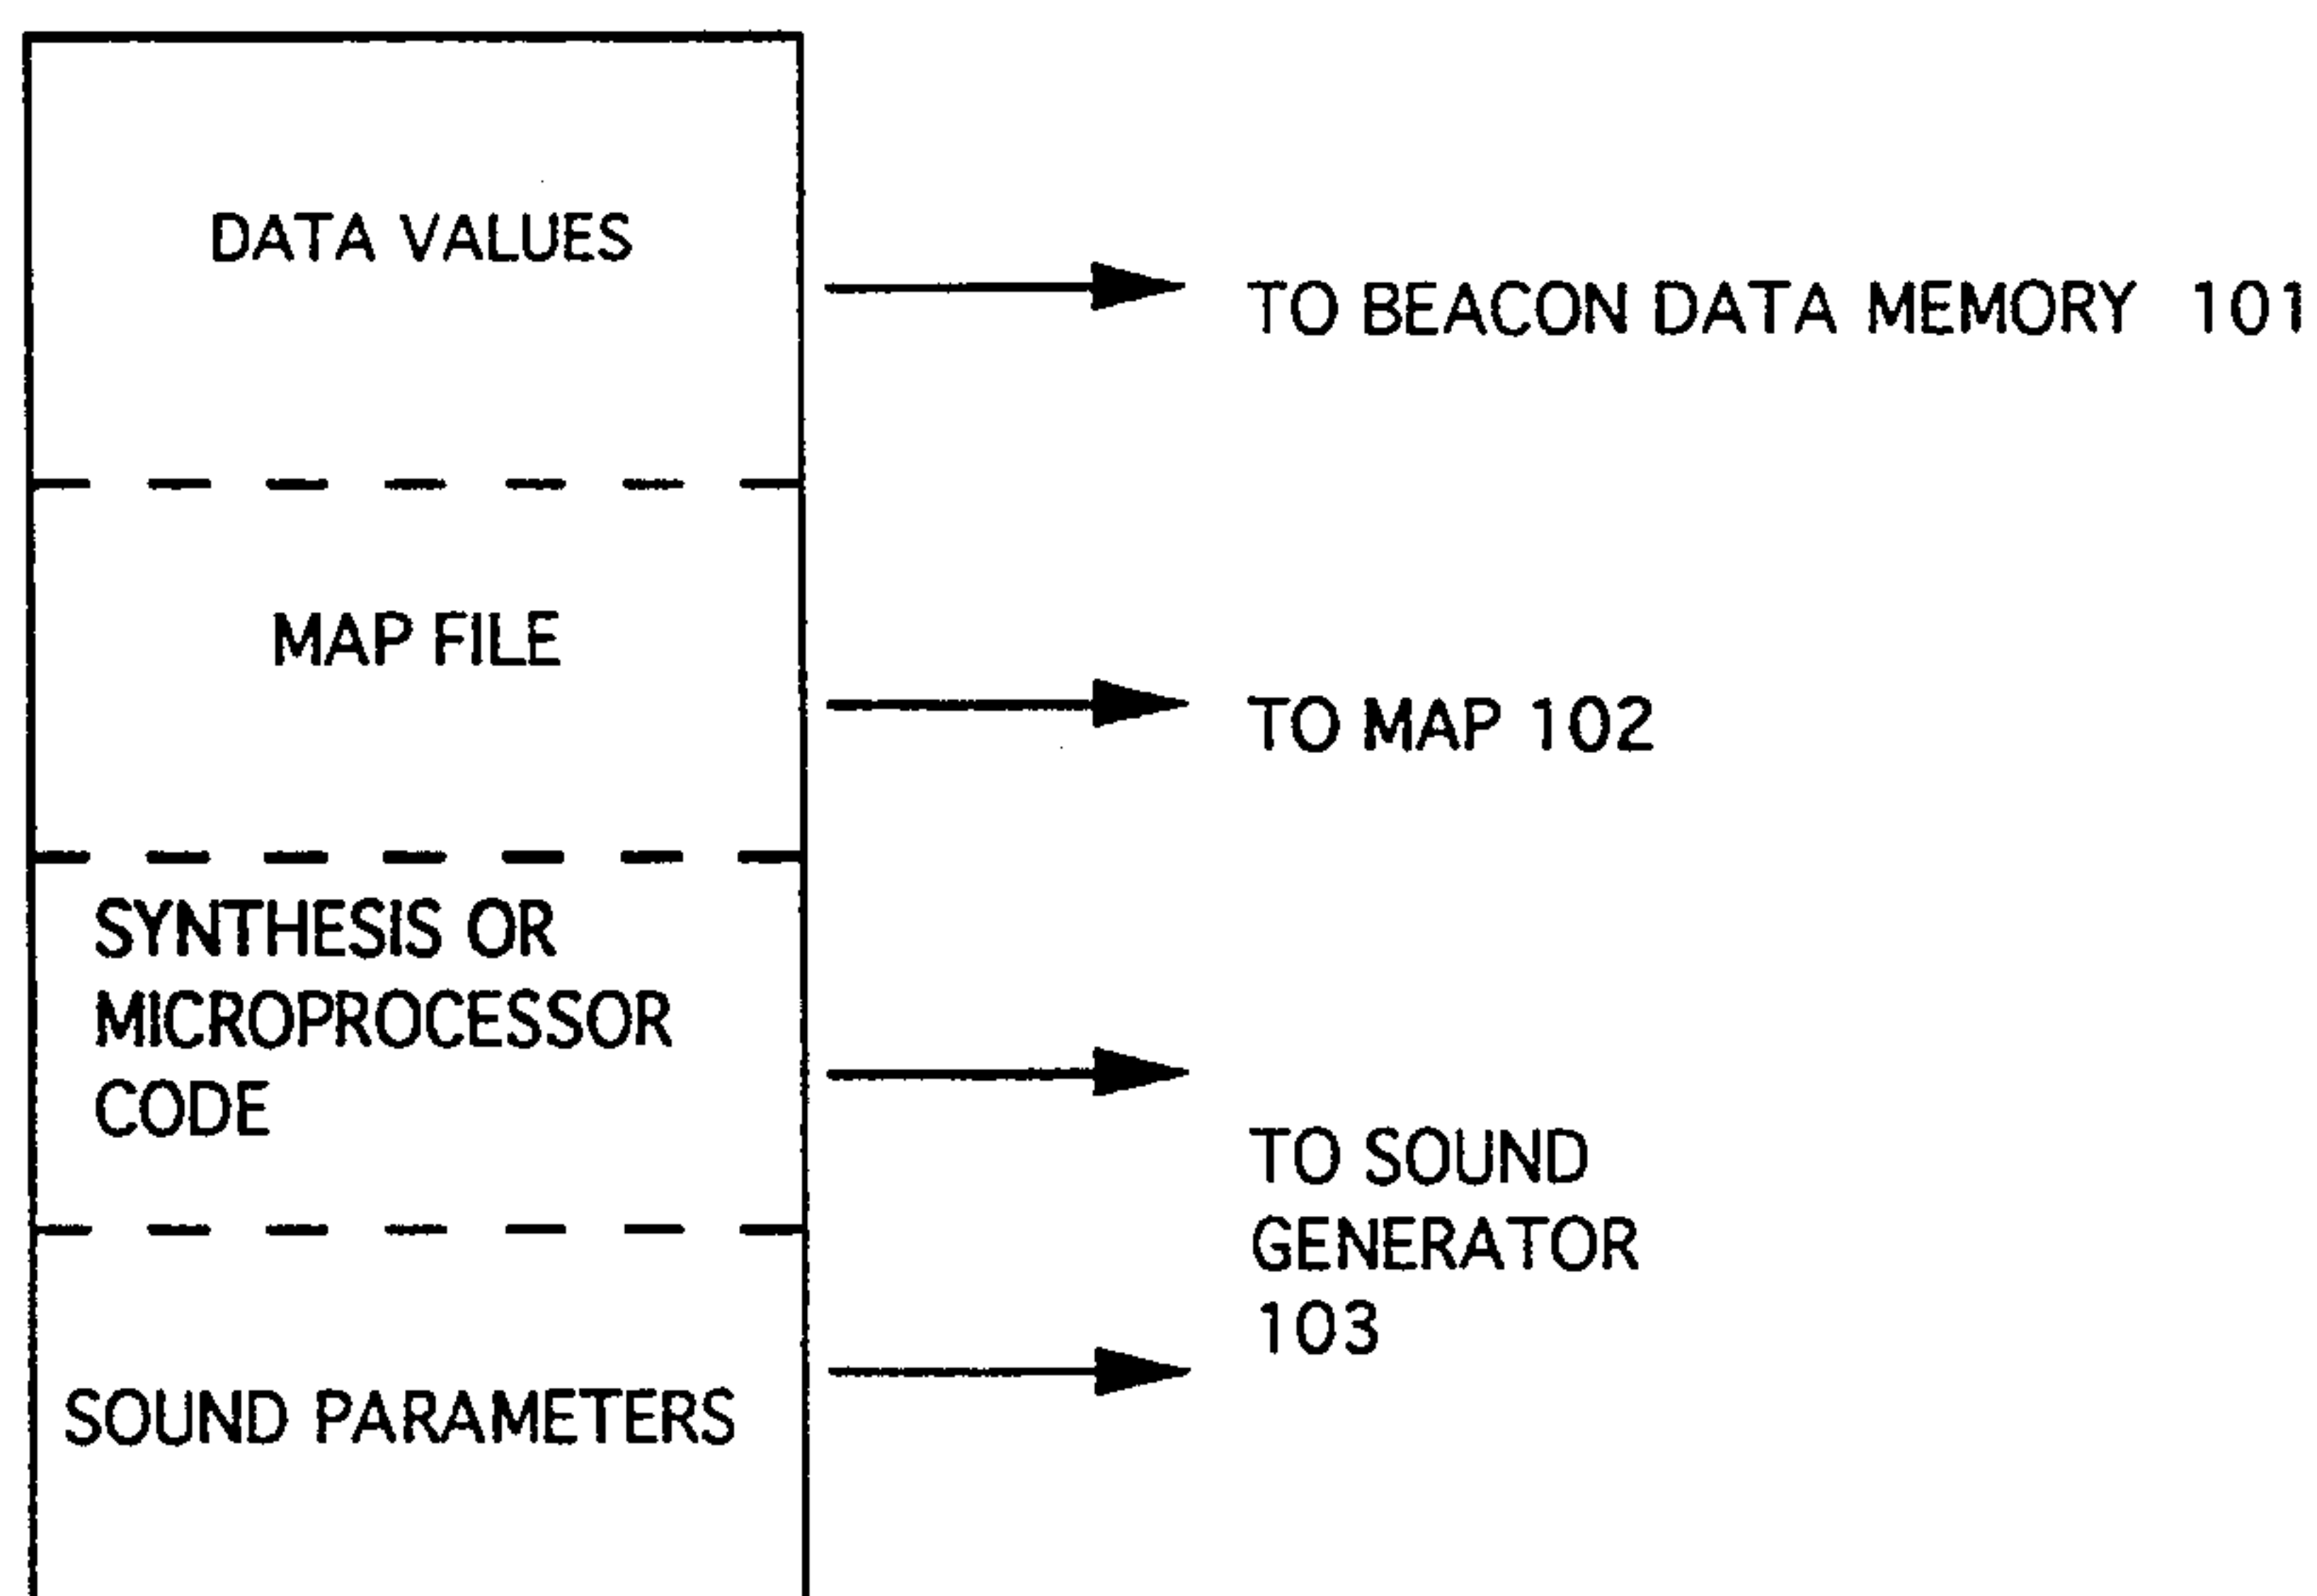 DATA VALUES
TO BEACON DATA MEMORY 101
MAP FILE
TO MAP 102
SYNTHESIS OR
MICROPROCESSOR
CODE
TO SOUND
GENERATOR
103
SOUND PARAMETERS